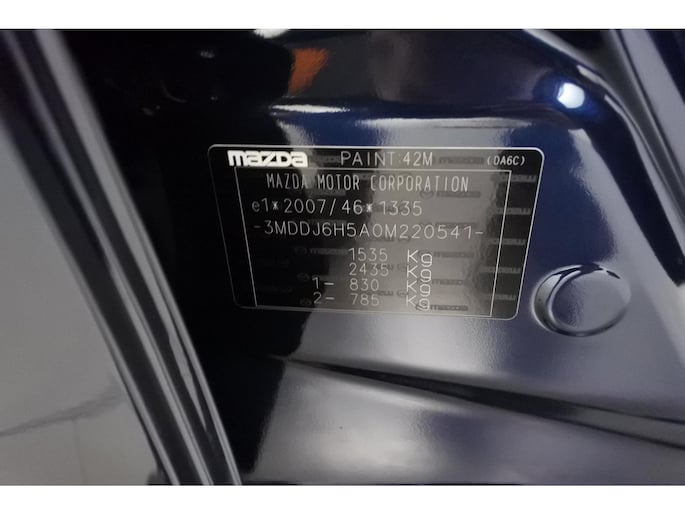 mazda PAINT:42M (0A6C)
MAZDA MOTOR CORPORATION
e1*2007/46*1335
-3MDDJ6H5A0M220541-
1535 Kg
2435 Kg
1- 830 Kg
2- 785 Kg